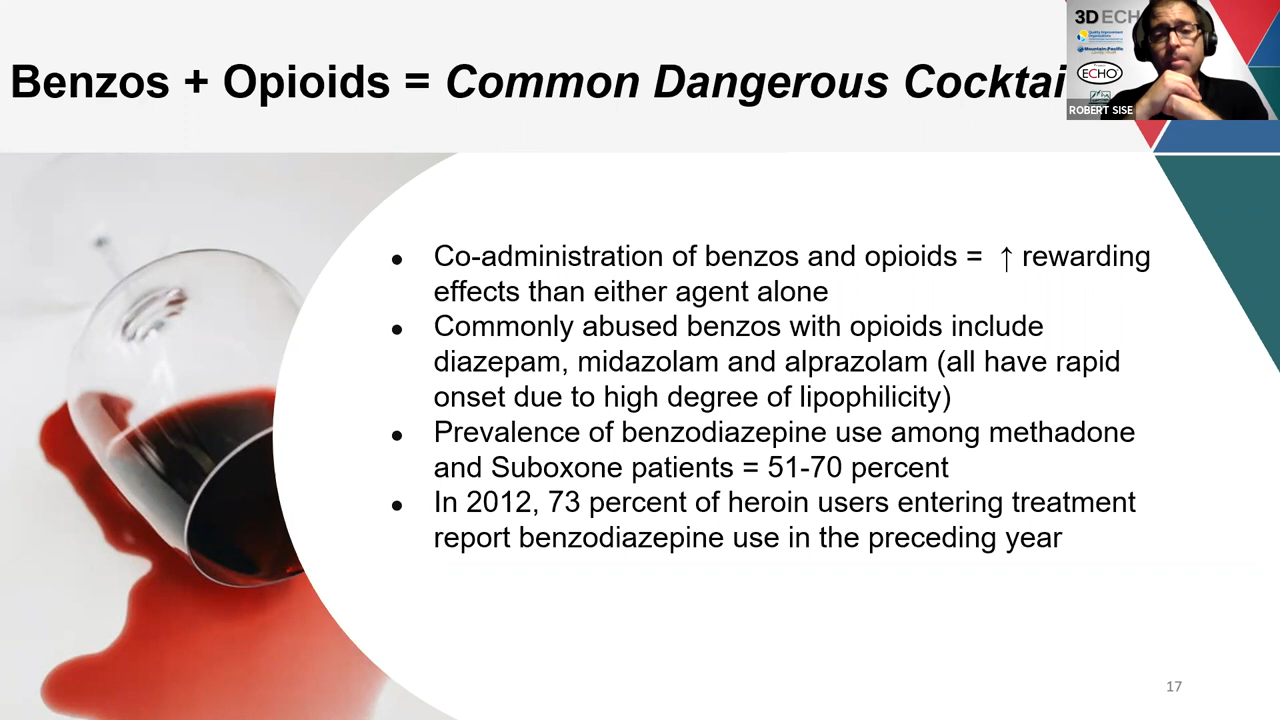 Benzos + Opioids = Common Dangerous Cocktai
3D ECH
Mountain-Pacific
ECHO
ROBERT SISE
● Co-administration of benzos and opioids = ↑ rewarding
effects than either agent alone
● Commonly abused benzos with opioids include
diazepam, midazolam and alprazolam (all have rapid
onset due to high degree of lipophilicity)
● Prevalence of benzodiazepine use among methadone
and Suboxone patients = 51-70 percent
● In 2012, 73 percent of heroin users entering treatment
report benzodiazepine use in the preceding year
17